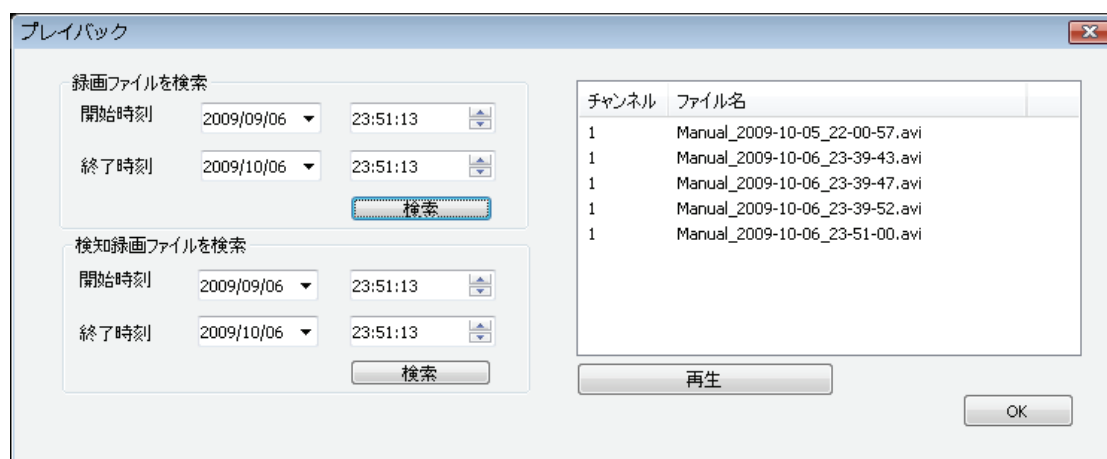 プレイバック
録画ファイルを検索
開始時刻 2009/09/06 23:51:13
終了時刻 2009/10/06 23:51:13
検索
検知録画ファイルを検索
開始時刻 2009/09/06 23:51:13
終了時刻 2009/10/06 23:51:13
検索
チャンネル ファイル名
1 Manual_2009-10-05_22-00-57.avi
1 Manual_2009-10-06_23-39-43.avi
1 Manual_2009-10-06_23-39-47.avi
1 Manual_2009-10-06_23-39-52.avi
1 Manual_2009-10-06_23-51-00.avi
再生
OK